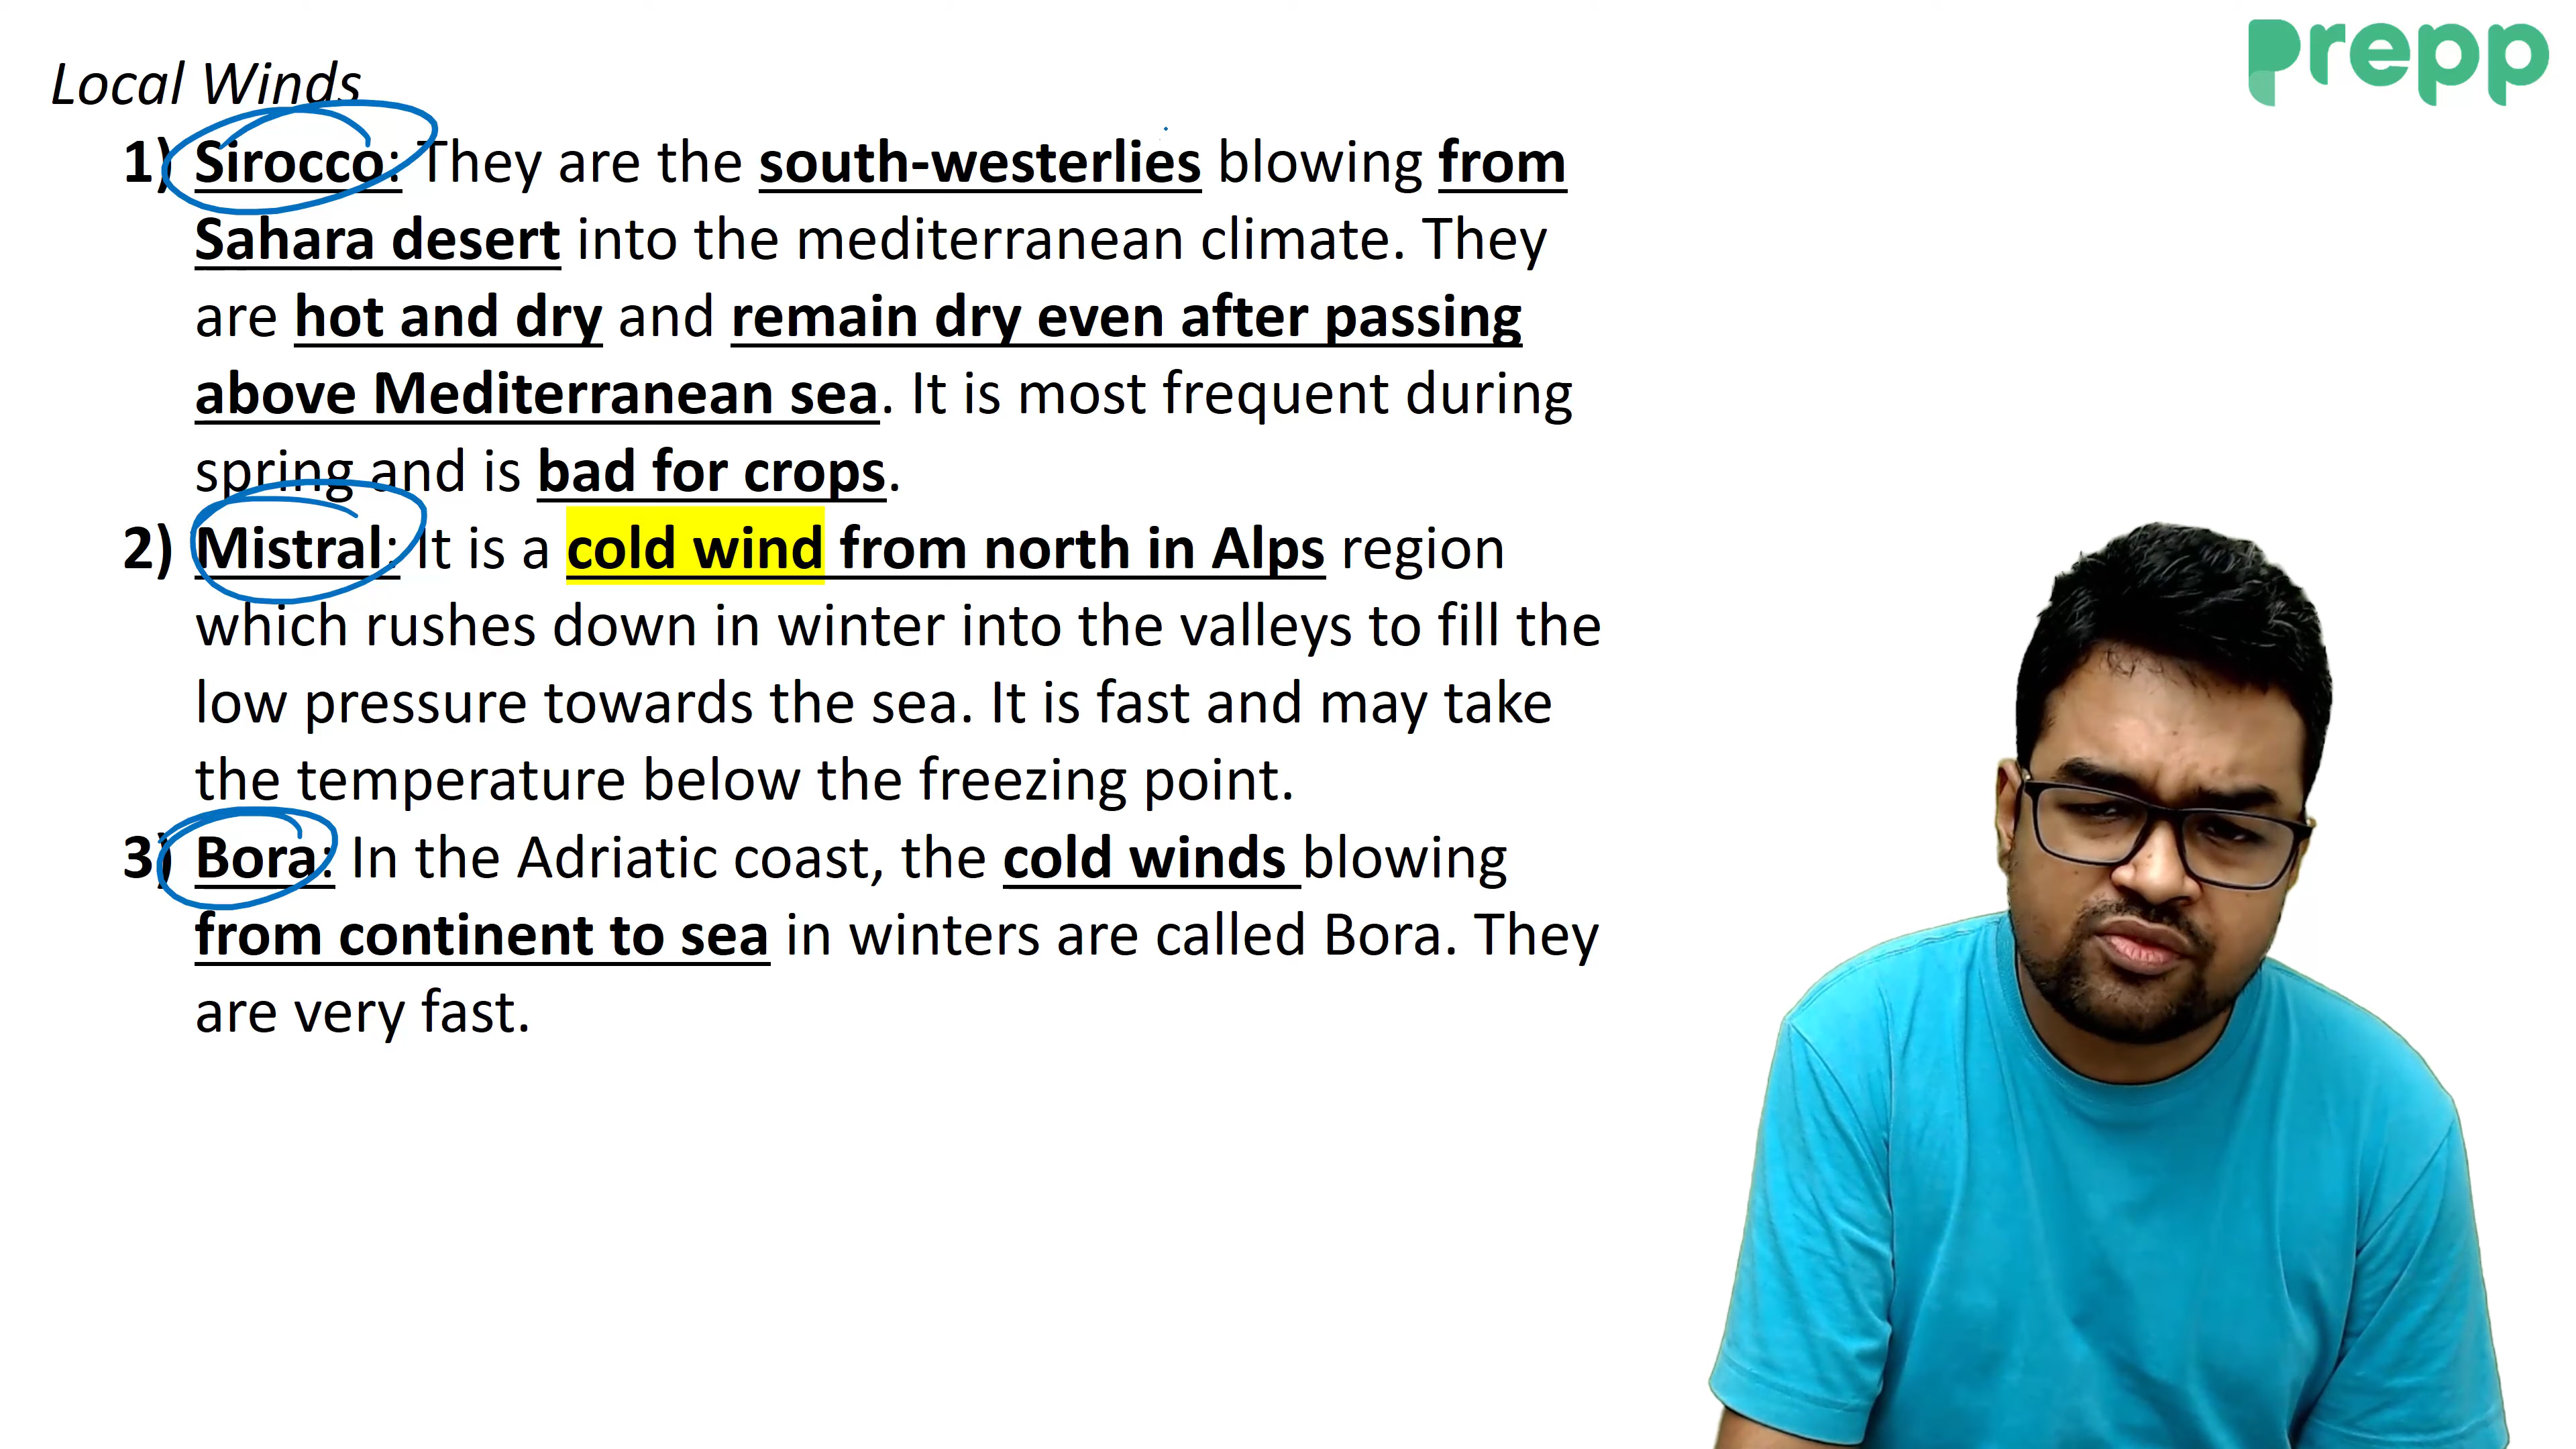 prepp
Local Winds
1) Sirocco: They are the south-westerlies blowing from
Sahara desert into the mediterranean climate. They
are hot and dry and remain dry even after passing
above Mediterranean sea. It is most frequent during
spring and is bad for crops.
2) Mistral: It is a cold wind from north in Alps region
which rushes down in winter into the valleys to fill the
low pressure towards the sea. It is fast and may take
the temperature below the freezing point.
3) Bora: In the Adriatic coast, the cold winds blowing
from continent to sea in winters are called Bora. They
are very fast.